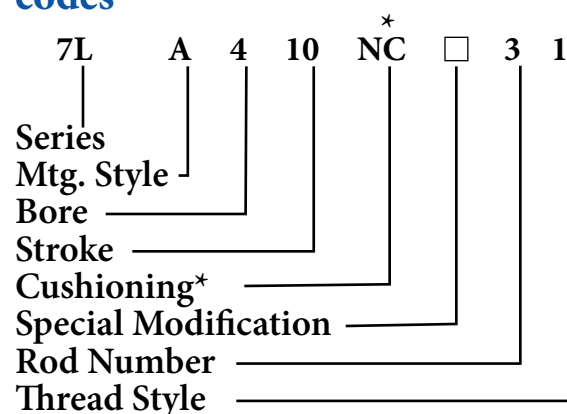 codes
*
7L A 4 10 NC □ 3 1
Series
Mtg. Style
Bore
Stroke
Cushioning*
Special Modification
Rod Number
Thread Style